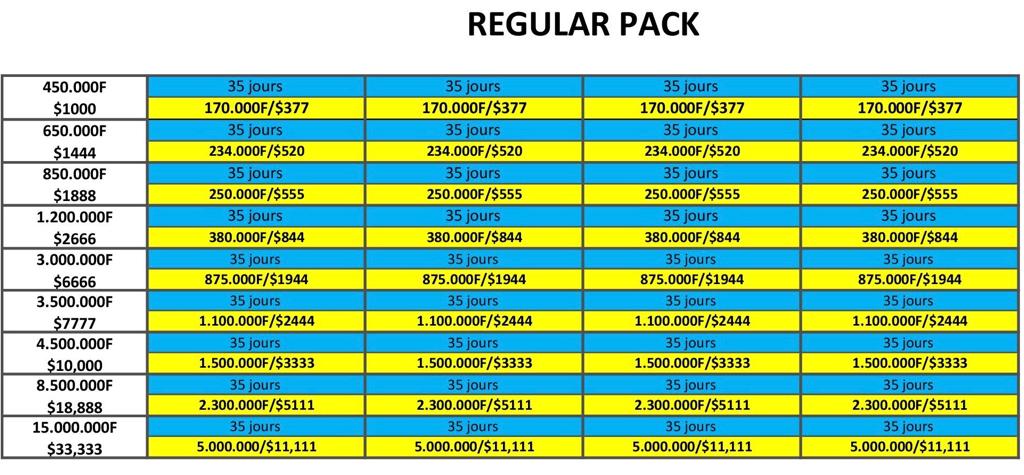 REGULAR PACK
450.000F 35 jours 35 jours 35 jours 35 jours
$1000 170.000F/$377 170.000F/$377 170.000F/$377 170.000F/$377
650.000F 35 jours 35 jours 35 jours 35 jours
$1444 234.000F/$520 234.000F/$520 234.000F/$520 234.000F/$520
850.000F 35 jours 35 jours 35 jours 35 jours
$1888 250.000F/$555 250.000F/$555 250.000F/$555 250.000F/$555
1.200.000F 35 jours 35 jours 35 jours 35 jours
$2666 380.000F/$844 380.000F/$844 380.000F/$844 380.000F/$844
3.000.000F 35 jours 35 jours 35 jours 35 jours
$6666 875.000F/$1944 875.000F/$1944 875.000F/$1944 875.000F/$1944
3.500.000F 35 jours 35 jours 35 jours 35 jours
$7777 1.100.000F/$2444 1.100.000F/$2444 1.100.000F/$2444 1.100.000F/$2444
4.500.000F 35 jours 35 jours 35 jours 35 jours
$10,000 1.500.000F/$3333 1.500.000F/$3333 1.500.000F/$3333 1.500.000F/$3333
8.500.000F 35 jours 35 jours 35 jours 35 jours
$18,888 2.300.000F/$5111 2.300.000F/$5111 2.300.000F/$5111 2.300.000F/$5111
15.000.000F 35 jours 35 jours 35 jours 35 jours
$33,333 5.000.000/$11,111 5.000.000/$11,111 5.000.000/$11,111 5.000.000/$11,111